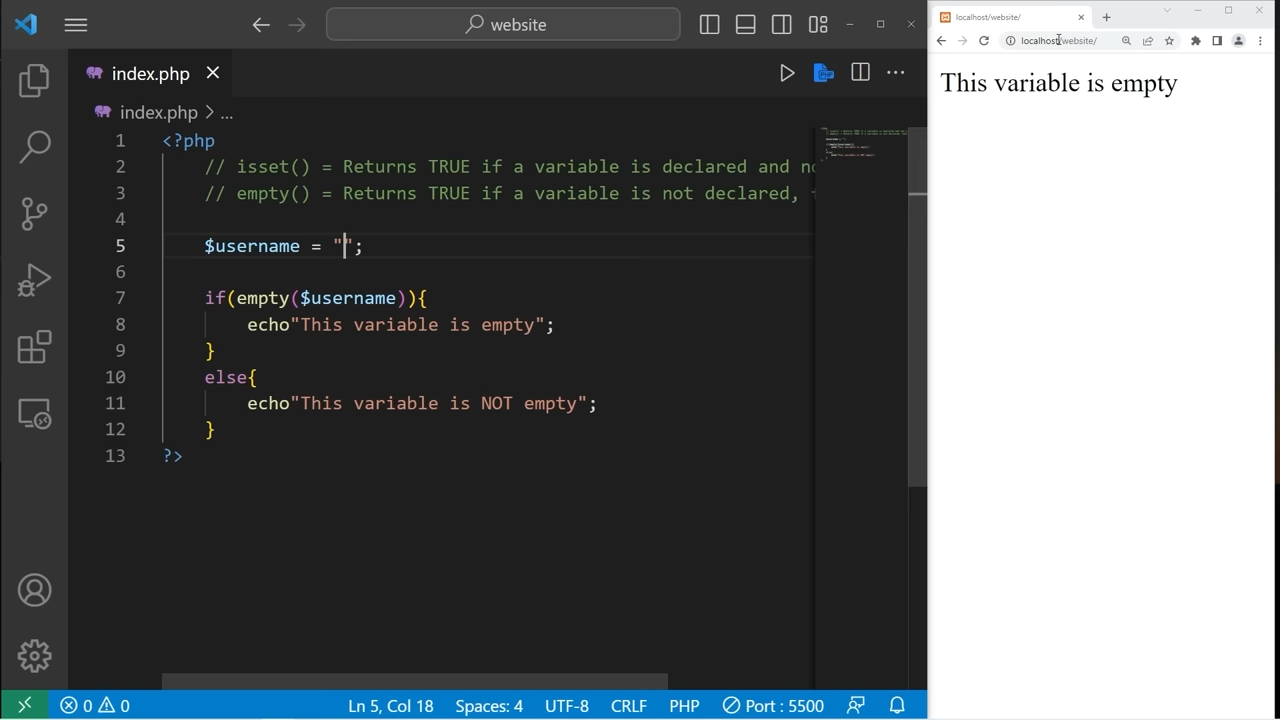 website
index.php
index.php > ...
1 <?php
2 // isset() = Returns TRUE if a variable is declared and
3 // empty() = Returns TRUE if a variable is not declared,
4
5 $username = "";
6
7 if(empty($username)){
8 echo"This variable is empty";
9 }
10 else{
11 echo"This variable is NOT empty";
12 }
13 ?>
0 0 Ln 5, Col 18 Spaces: 4 UTF-8 CRLF PHP Port : 5500
localhost/website/
localhost/website/
This variable is empty